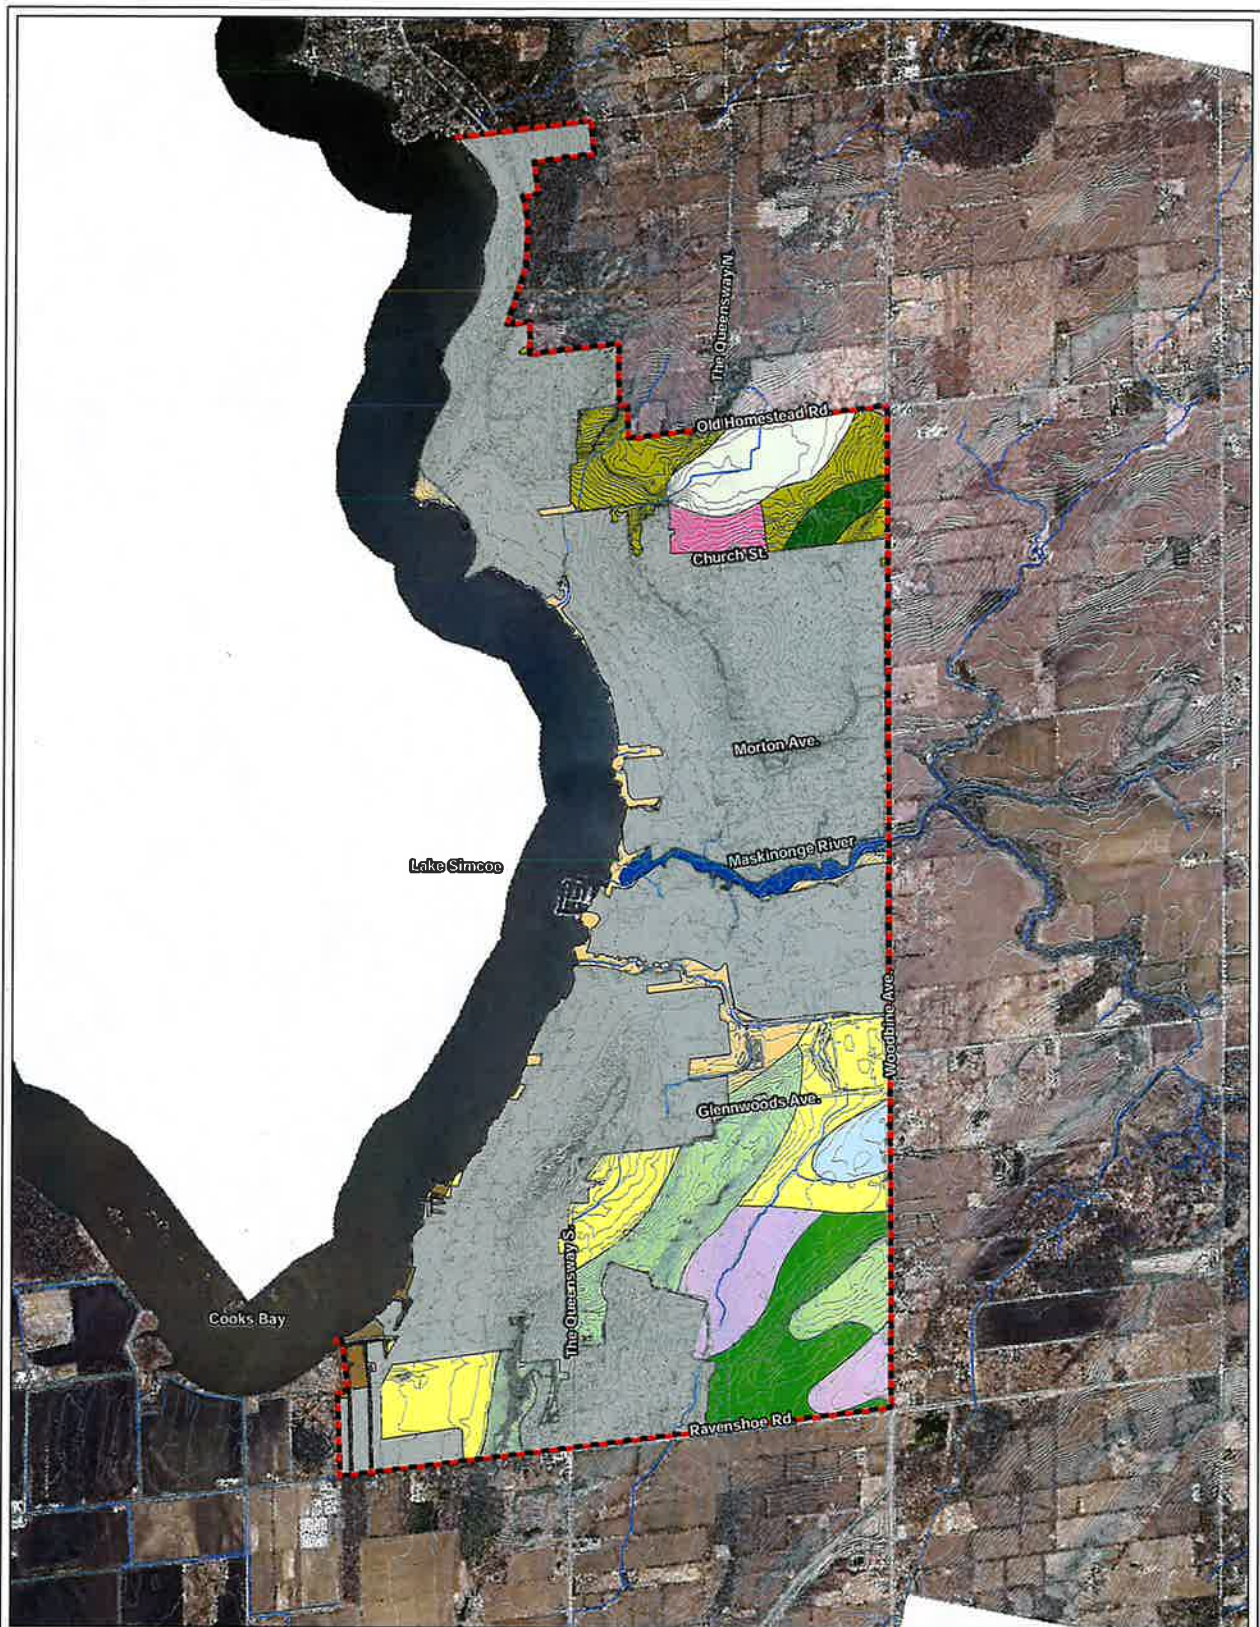 The Queensway N.
Old Homestead Rd.
Church St.
Morton Ave.
Maskinonge River
Lake Simcoe
Woodbine Ave.
Glennwoods Ave.
The Queensway S.
Cooks Bay
Ravenshoe Rd.